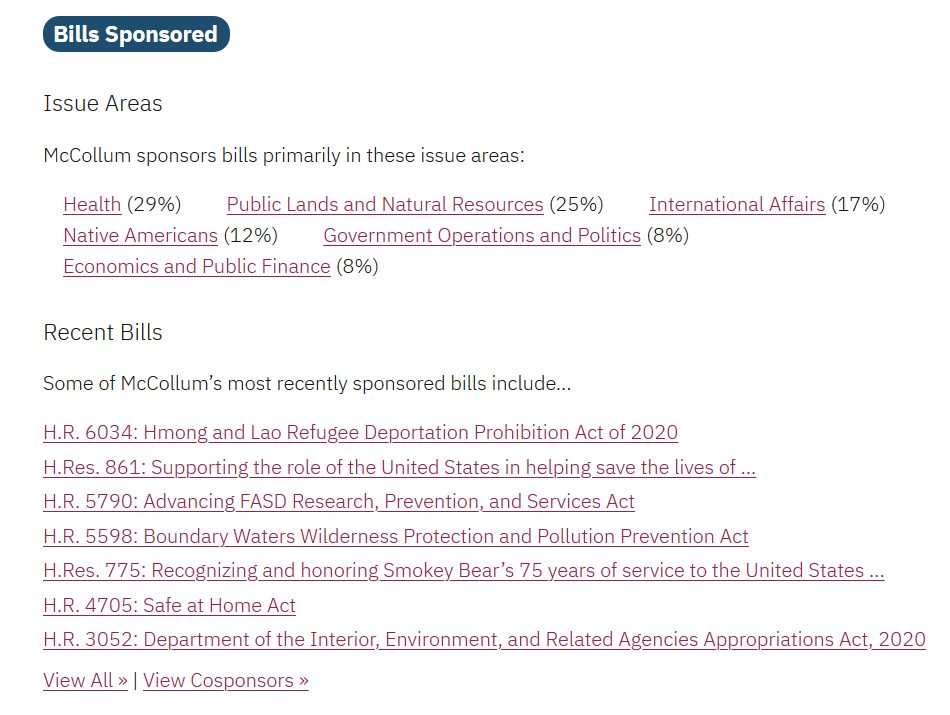 Bills Sponsored
Issue Areas
McCollum sponsors bills primarily in these issue areas:
Health (29%) Public Lands and Natural Resources (25%) International Affairs (17%)
Native Americans (12%) Government Operations and Politics (8%)
Economics and Public Finance (8%)
Recent Bills
Some of McCollum’s most recently sponsored bills include...
H.R. 6034: Hmong and Lao Refugee Deportation Prohibition Act of 2020
H.Res. 861: Supporting the role of the United States in helping save the lives of ...
H.R. 5790: Advancing FASD Research, Prevention, and Services Act
H.R. 5598: Boundary Waters Wilderness Protection and Pollution Prevention Act
H.Res. 775: Recognizing and honoring Smokey Bear’s 75 years of service to the United States ...
H.R. 4705: Safe at Home Act
H.R. 3052: Department of the Interior, Environment, and Related Agencies Appropriations Act, 2020
View All » | View Cosponsors »